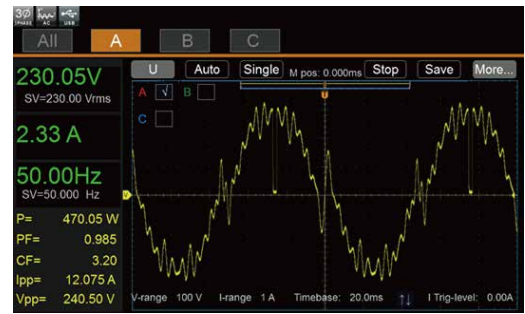 3Ø
PHASE AC USB
All A B C
230.05V
SV=230.00 Vrms
2.33 A
50.00Hz
SV=50.000 Hz
P= 470.05 W
PF= 0.985
CF= 3.20
Ipp= 12.075 A
Vpp= 240.50 V
U Auto Single M pos: 0.000ms Stop Save More...
A √ B
C
V-range 100 V I-range 1 A Timebase: 20.0ms ↑↓ I Trig-level: 0.00A